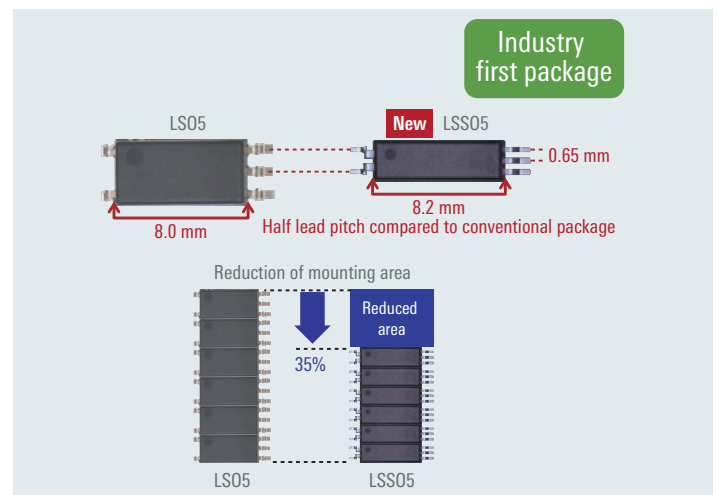 Industry
first package
LSO5
New
LSSO5
0.65 mm
8.0 mm
8.2 mm
Half lead pitch compared to conventional package
Reduction of mounting area
Reduced
area
35%
LSO5
LSSO5